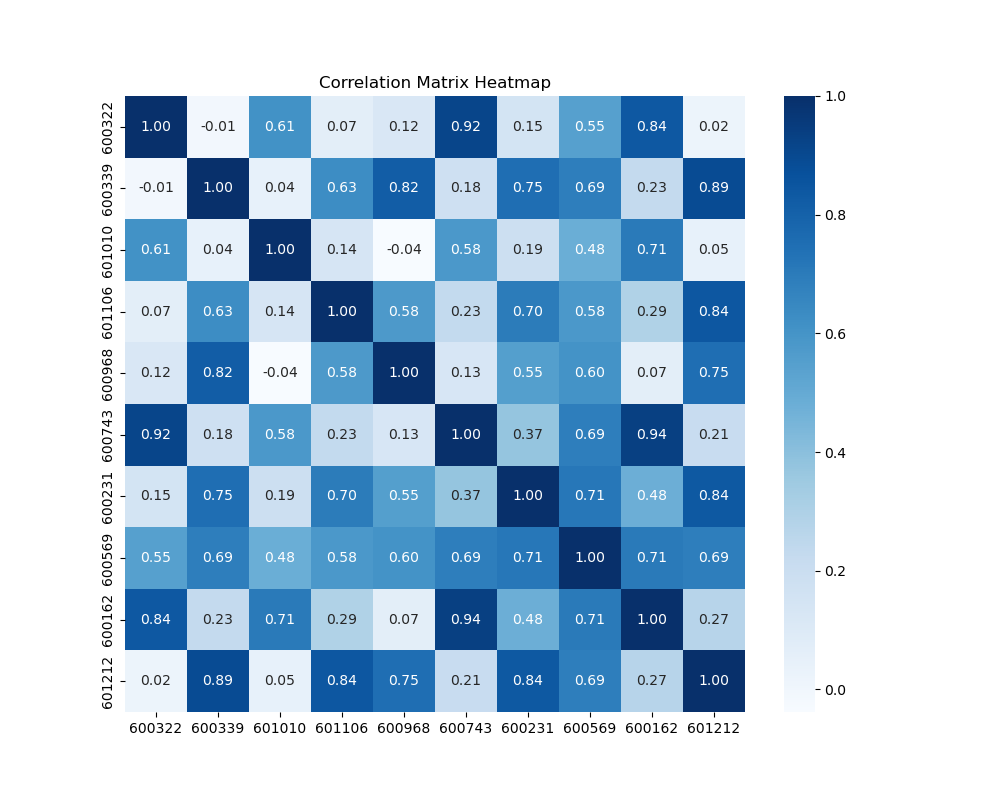 Correlation Matrix Heatmap
600322 1.00 -0.01 0.61 0.07 0.12 0.92 0.15 0.55 0.84 0.02
600339 -0.01 1.00 0.04 0.63 0.82 0.18 0.75 0.69 0.23 0.89
601010 0.61 0.04 1.00 0.14 -0.04 0.58 0.19 0.48 0.71 0.05
601106 0.07 0.63 0.14 1.00 0.58 0.23 0.70 0.58 0.29 0.84
600968 0.12 0.82 -0.04 0.58 1.00 0.13 0.55 0.60 0.07 0.75
600743 0.92 0.18 0.58 0.23 0.13 1.00 0.37 0.69 0.94 0.21
600231 0.15 0.75 0.19 0.70 0.55 0.37 1.00 0.71 0.48 0.84
600569 0.55 0.69 0.48 0.58 0.60 0.69 0.71 1.00 0.71 0.69
600162 0.84 0.23 0.71 0.29 0.07 0.94 0.48 0.71 1.00 0.27
601212 0.02 0.89 0.05 0.84 0.75 0.21 0.84 0.69 0.27 1.00
600322 600339 601010 601106 600968 600743 600231 600569 600162 601212
1.0
0.8
0.6
0.4
0.2
0.0